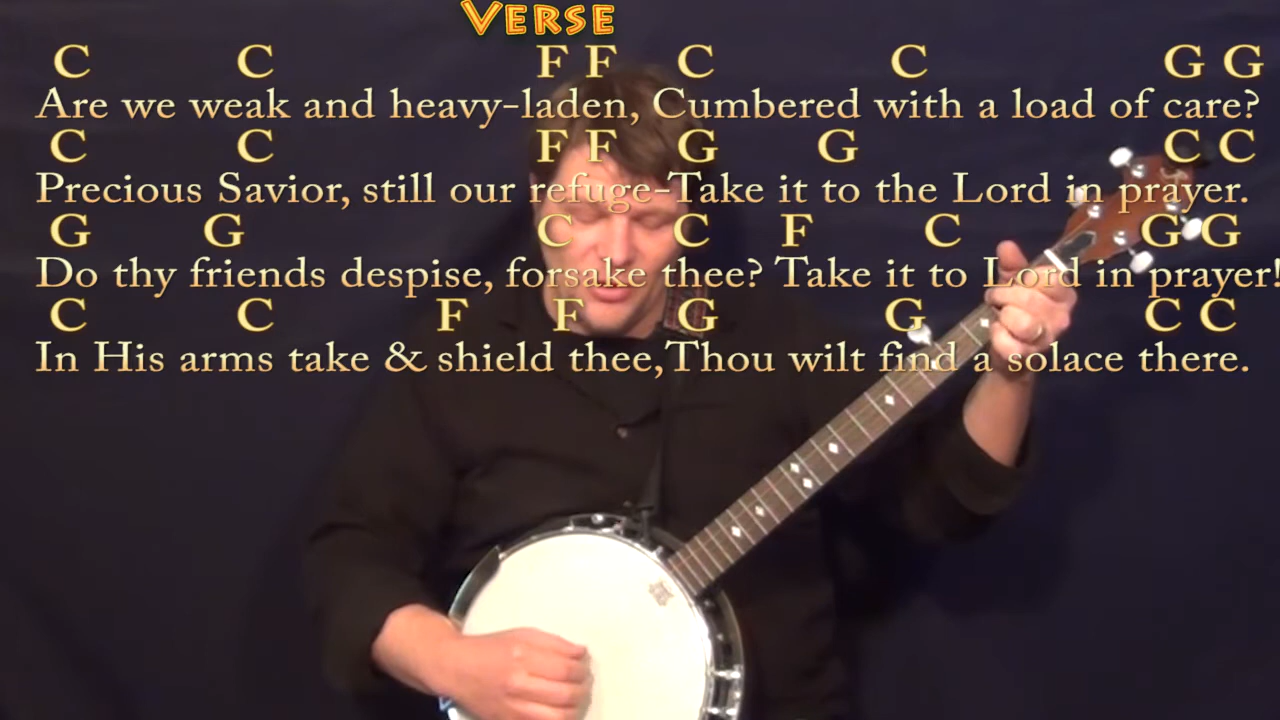 VERSE
C C F F C C G G
Are we weak and heavy-laden, Cumbered with a load of care?
C C F F G G C C
Precious Savior, still our refuge-Take it to the Lord in prayer.
G G C C F C G G
Do thy friends despise, forsake thee? Take it to Lord in prayer!
C C F F G G C C
In His arms take & shield thee, Thou wilt find a solace there.